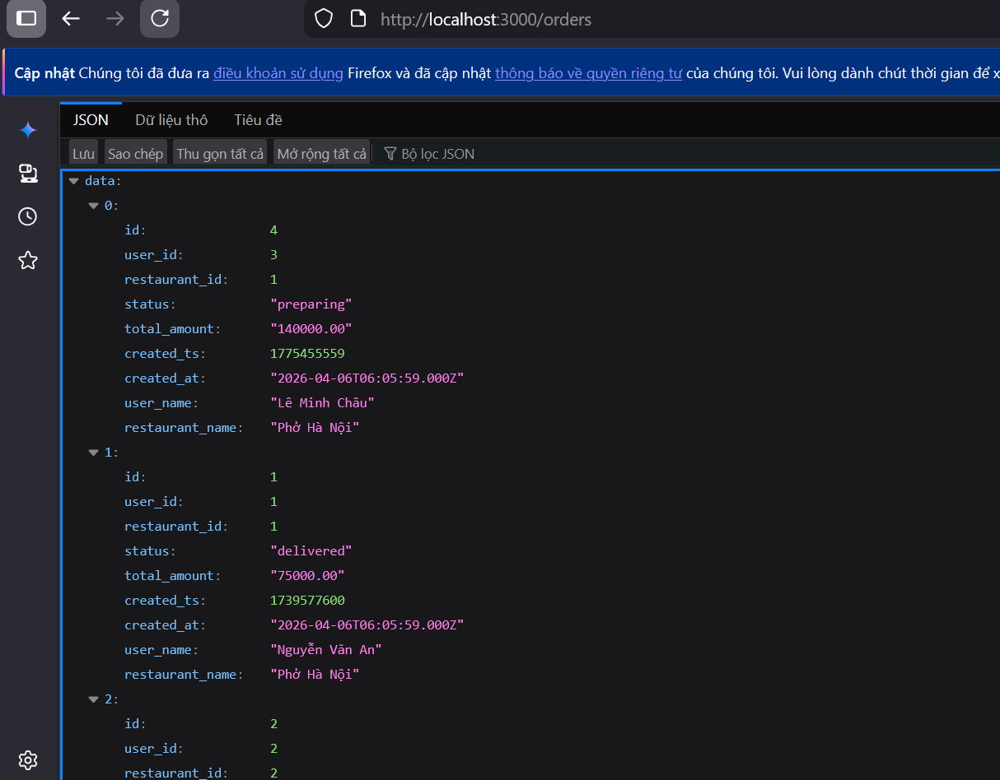 http://localhost:3000/orders
Cập nhật Chúng tôi đã đưa ra điều khoản sử dụng Firefox và đã cập nhật thông báo về quyền riêng tư của chúng tôi. Vui lòng dành chút thời gian để
JSON Dữ liệu thô Tiêu đề
Lưu Sao chép Thu gọn tất cả Mở rộng tất cả Bộ lọc JSON
data:
0:
id: 4
user_id: 3
restaurant_id: 1
status: "preparing"
total_amount: "140000.00"
created_ts: 1775455559
created_at: "2026-04-06T06:05:59.000Z"
user_name: "Lê Minh Châu"
restaurant_name: "Phở Hà Nội"
1:
id: 1
user_id: 1
restaurant_id: 1
status: "delivered"
total_amount: "75000.00"
created_ts: 1739577600
created_at: "2026-04-06T06:05:59.000Z"
user_name: "Nguyễn Văn An"
restaurant_name: "Phở Hà Nội"
2:
id: 2
user_id: 2
restaurant_id: 2